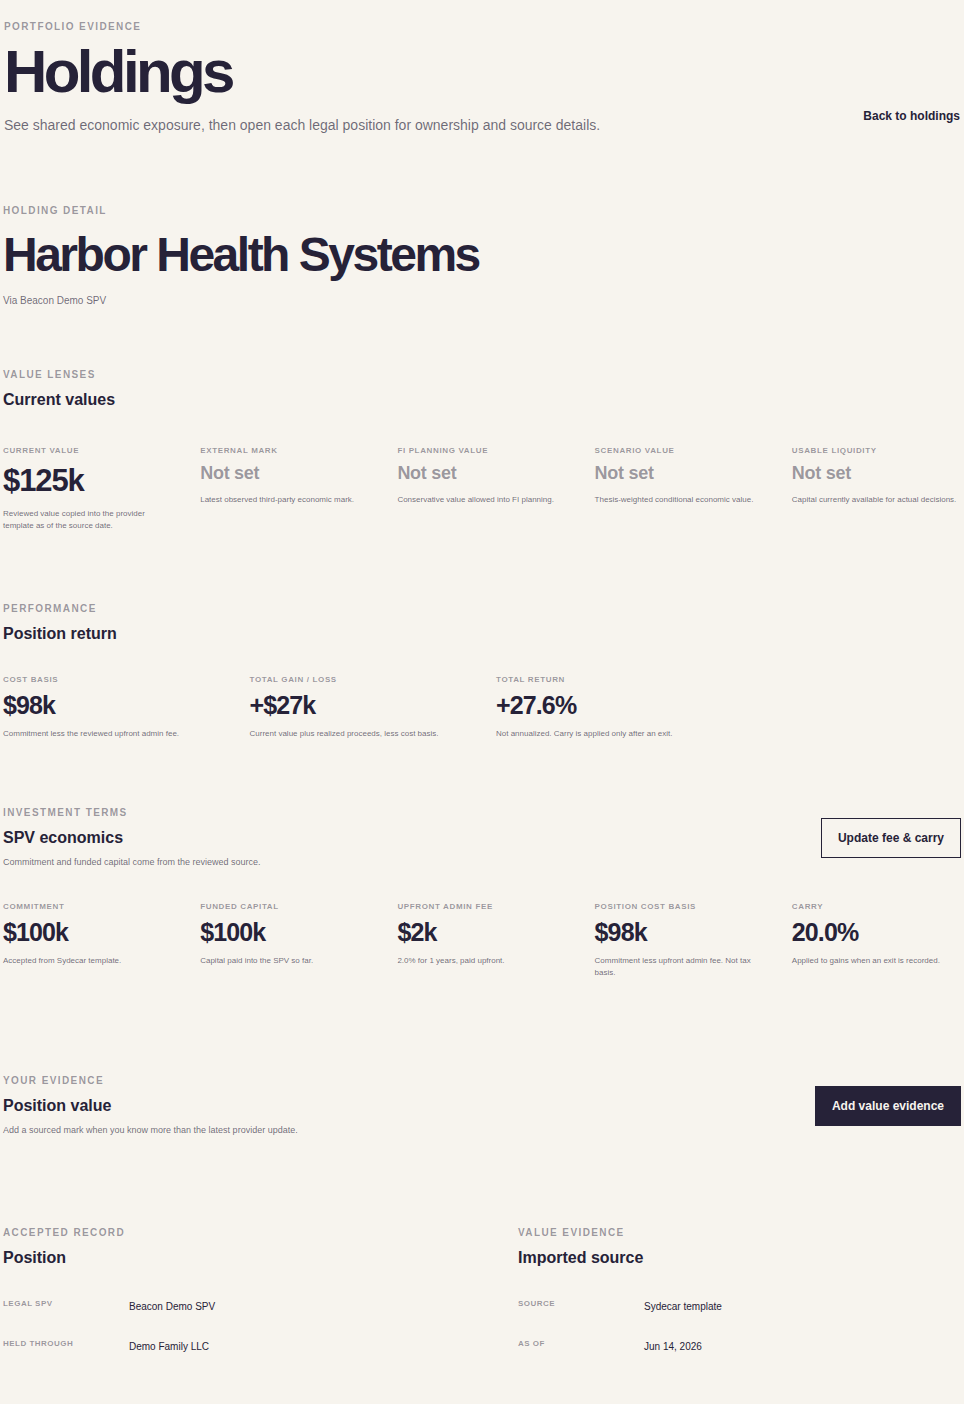 PORTFOLIO EVIDENCE
Holdings
See shared economic exposure, then open each legal position for ownership and source details.
Back to holdings
HOLDING DETAIL
Harbor Health Systems
Via Beacon Demo SPV
VALUE LENSES
Current values
CURRENT VALUE
$125k
Reviewed value copied into the provider
template as of the source date.
EXTERNAL MARK
Not set
Latest observed third-party economic mark.
FI PLANNING VALUE
Not set
Conservative value allowed into FI planning.
SCENARIO VALUE
Not set
Thesis-weighted conditional economic value.
USABLE LIQUIDITY
Not set
Capital currently available for actual decisions.
PERFORMANCE
Position return
COST BASIS
$98k
Commitment less the reviewed upfront admin fee.
TOTAL GAIN / LOSS
+$27k
Current value plus realized proceeds, less cost basis.
TOTAL RETURN
+27.6%
Not annualized. Carry is applied only after an exit.
INVESTMENT TERMS
SPV economics
Commitment and funded capital come from the reviewed source.
Update fee & carry
COMMITMENT
$100k
Accepted from Sydecar template.
FUNDED CAPITAL
$100k
Capital paid into the SPV so far.
UPFRONT ADMIN FEE
$2k
2.0% for 1 years, paid upfront.
POSITION COST BASIS
$98k
Commitment less upfront admin fee. Not tax
basis.
CARRY
20.0%
Applied to gains when an exit is recorded.
YOUR EVIDENCE
Position value
Add a sourced mark when you know more than the latest provider update.
Add value evidence
ACCEPTED RECORD
Position
LEGAL SPV
Beacon Demo SPV
HELD THROUGH
Demo Family LLC
VALUE EVIDENCE
Imported source
SOURCE
Sydecar template
AS OF
Jun 14, 2026